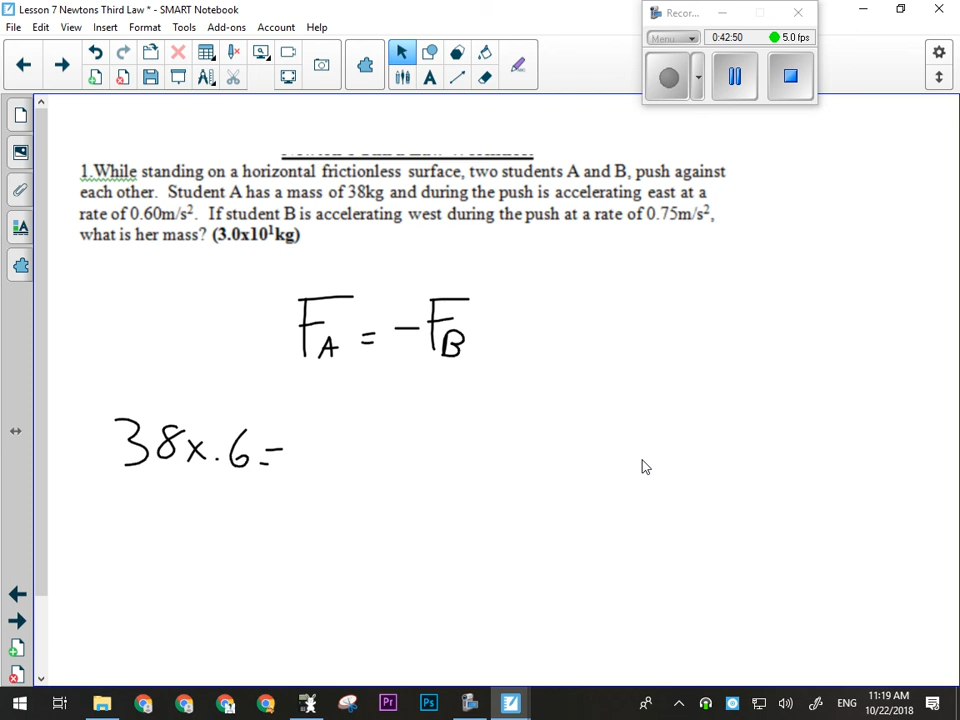 Lesson 7 Newtons Third Law * - SMART Notebook
File Edit View Insert Format Tools Add-ons Account Help
Recor...
Menu
0:42:50 5.0 fps
1.While standing on a horizontal frictionless surface, two students A and B, push against
each other. Student A has a mass of 38kg and during the push is accelerating east at a
rate of 0.60m/s². If student B is accelerating west during the push at a rate of 0.75m/s²,
what is her mass? (3.0x10¹kg)
F_A = -F_B
38x.6=
ENG
11:19 AM
10/22/2018